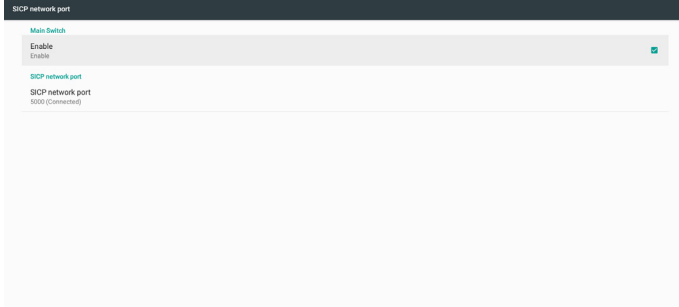 SICP network port
Main Switch
Enable
Enable
SICP network port
SICP network port
5000 (Connected)